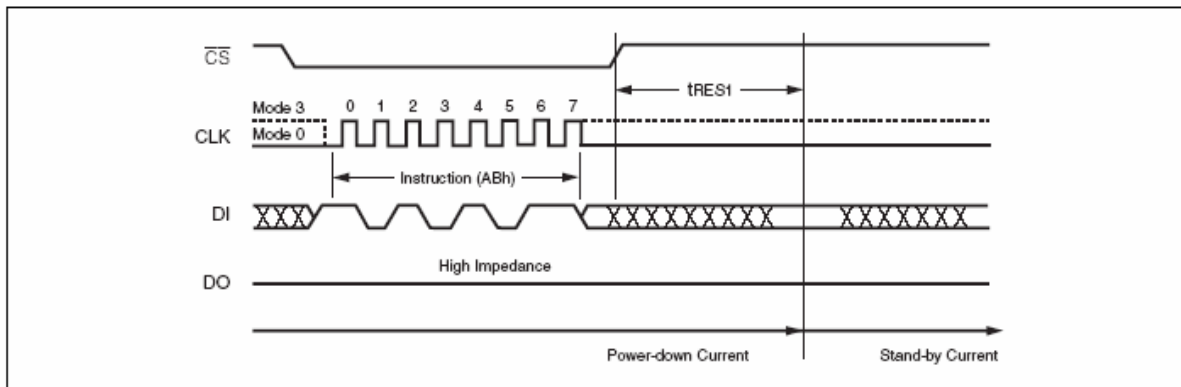 CS
tRES1
Mode 3 0 1 2 3 4 5 6 7
CLK
Mode 0
Instruction (ABh)
DI
High Impedance
DO
Power-down Current Stand-by Current